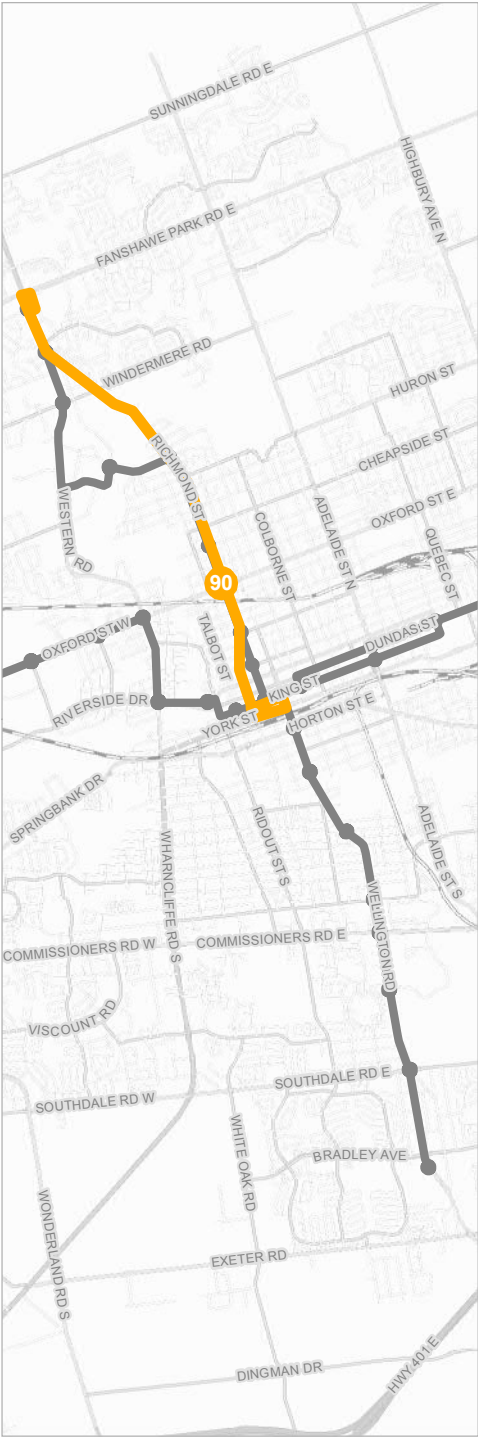 SUNNINGDALE RD E
HIGHBURY AVE N
FANSHAWE PARK RD E
WINDERMERE RD
HURON ST
RICHMOND ST
CHEAPSIDE ST
WESTERN RD
COLBORNE ST
ADELAIDE ST N
OXFORD ST E
QUEBEC ST
90
OXFORD ST W
TALBOT ST
DUNDAS ST
KING ST
RIVERSIDE DR
YORK ST
HORTON ST E
SPRINGBANK DR
RIDOUT ST S
ADELAIDE ST S
WHARNCLIFFE RD S
WELLINGTON RD
COMMISSIONERS RD W
COMMISSIONERS RD E
VISCOUNT RD
SOUTHDALE RD E
SOUTHDALE RD W
WHITE OAK RD
BRADLEY AVE
WONDERLAND RD S
EXETER RD
DINGMAN DR
HWY 401 E